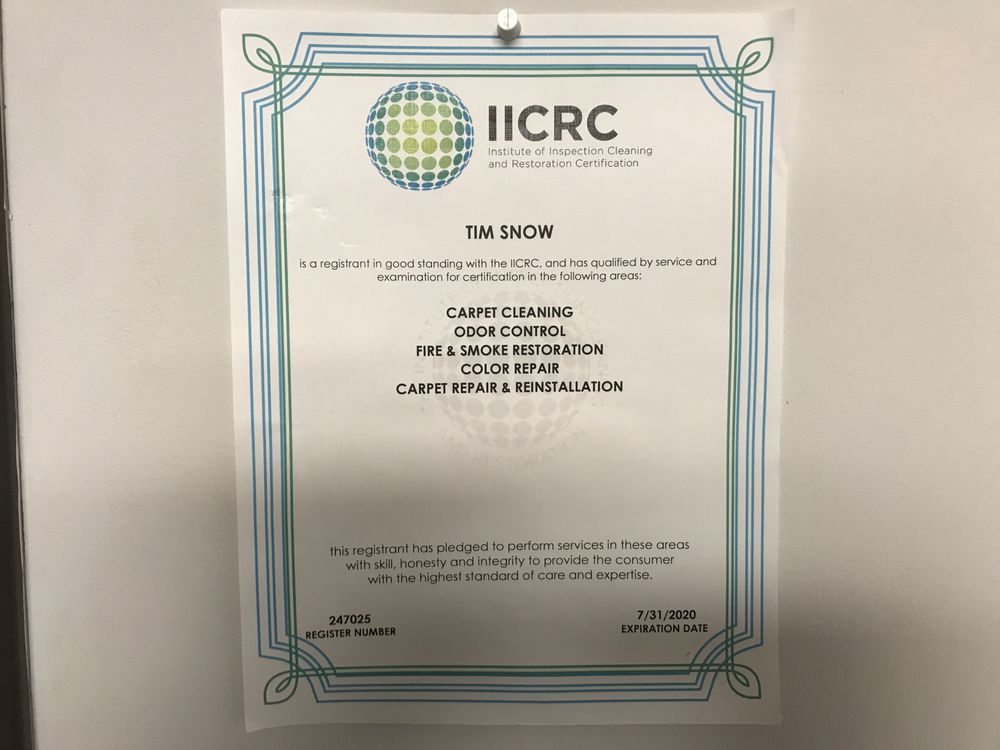 IICRC
Institute of Inspection Cleaning
and Restoration Certification
TIM SNOW
is a registrant in good standing with the IICRC, and has qualified by service and
examination for certification in the following areas:
CARPET CLEANING
ODOR CONTROL
FIRE & SMOKE RESTORATION
COLOR REPAIR
CARPET REPAIR & REINSTALLATION
AND RESTORATION
this registrant has pledged to perform services in these areas
with skill, honesty and integrity to provide the consumer
with the highest standard of care and expertise.
247025
REGISTER NUMBER
7/31/2020
EXPIRATION DATE